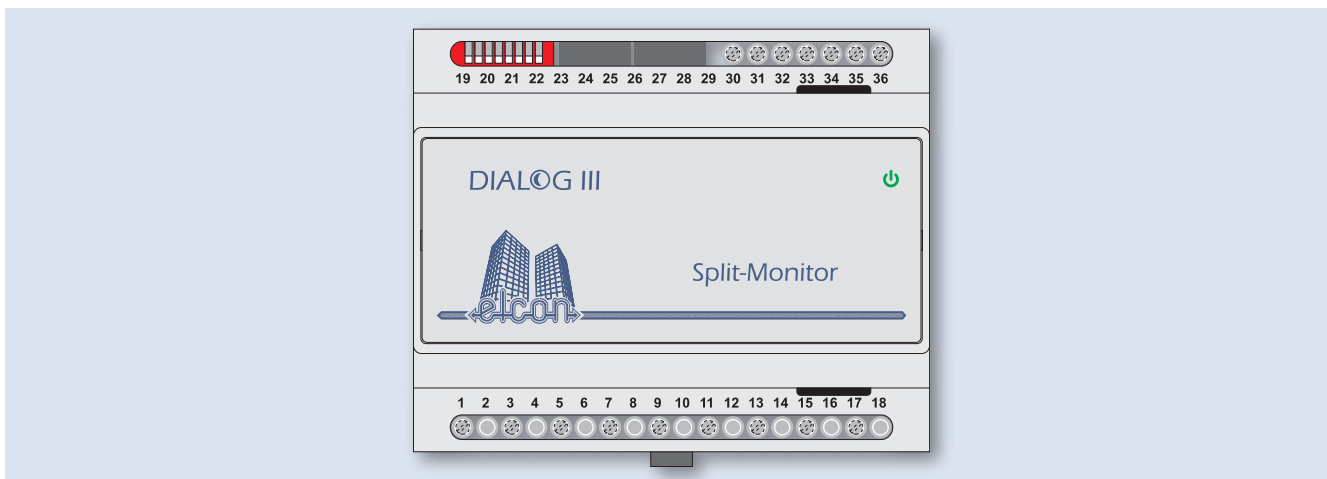 19 20 21 22 23 24 25 26 27 28 29 30 31 32 33 34 35 36
DIALOG III
Split-Monitor
elcon
1 2 3 4 5 6 7 8 9 10 11 12 13 14 15 16 17 18